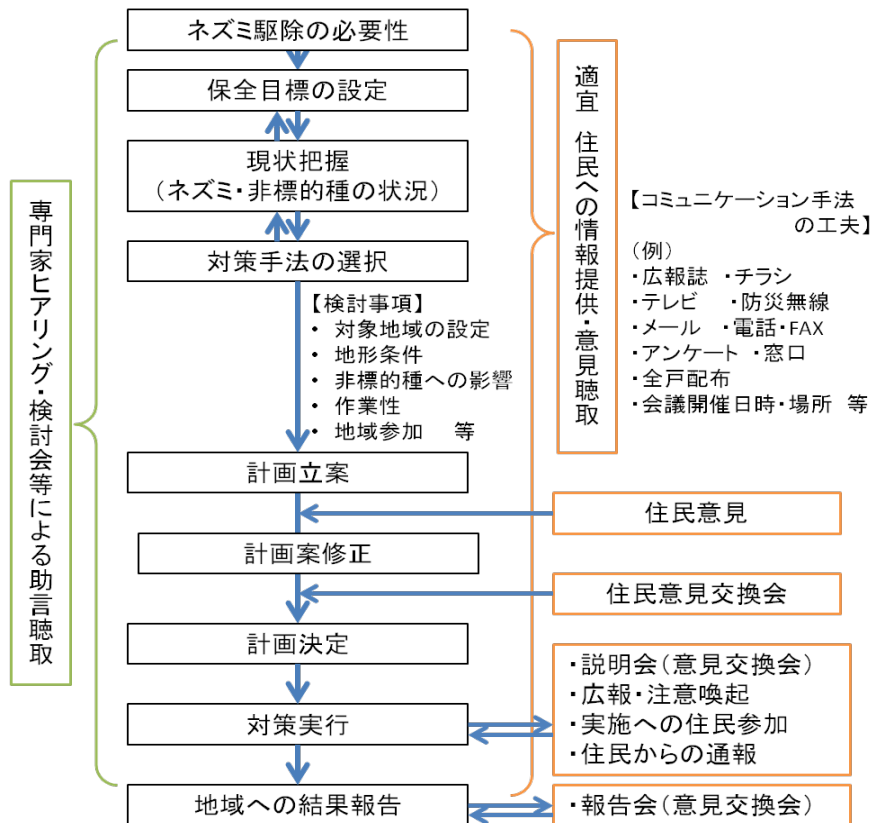 ネズミ駆除の必要性
保全目標の設定
現状把握
（ネズミ・非標的種の状況）
対策手法の選択
【検討事項】
・ 対象地域の設定
・ 地形条件
・ 非標的種への影響
・ 作業性
・ 地域参加　等
計画立案
計画案修正
計画決定
対策実行
地域への結果報告
専門家ヒアリング・検討会等による助言聴取
適宜　住民への情報提供・意見聴取
【コミュニケーション手法
の工夫】
（例）
・広報誌　・チラシ
・テレビ　・防災無線
・メール　・電話・FAX
・アンケート　・窓口
・全戸配布
・会議開催日時・場所　等
住民意見
住民意見交換会
・説明会（意見交換会）
・広報・注意喚起
・実施への住民参加
・住民からの通報
・報告会（意見交換会）